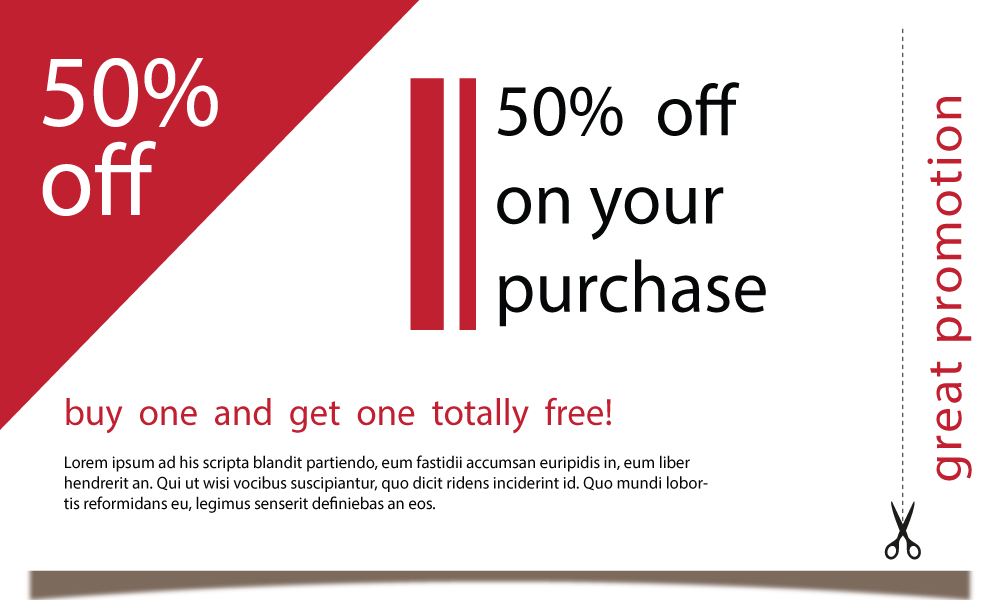 50%
off
50% off
on your
purchase
buy one and get one totally free!
Lorem ipsum ad his scripta blandit partiendo, eum fastidii accumsan euripidis in, eum liber
hendrerit an. Qui ut wisi vocibus suscipiantur, quo dicit ridens inciderint id. Quo mundi lobor-
tis reformidans eu, legimus senserit definiebas an eos.
great promotion